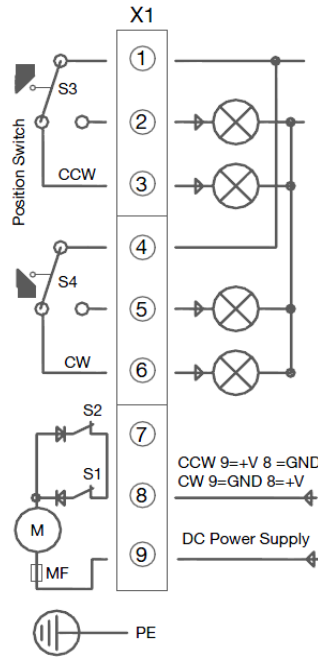 X1
Position Switch
S3
CCW
1
2
3
S4
CW
4
5
6
S2
S1
M
MF
7
8
9
CCW 9=+V 8 =GND
CW 9=GND 8=+V
DC Power Supply
PE